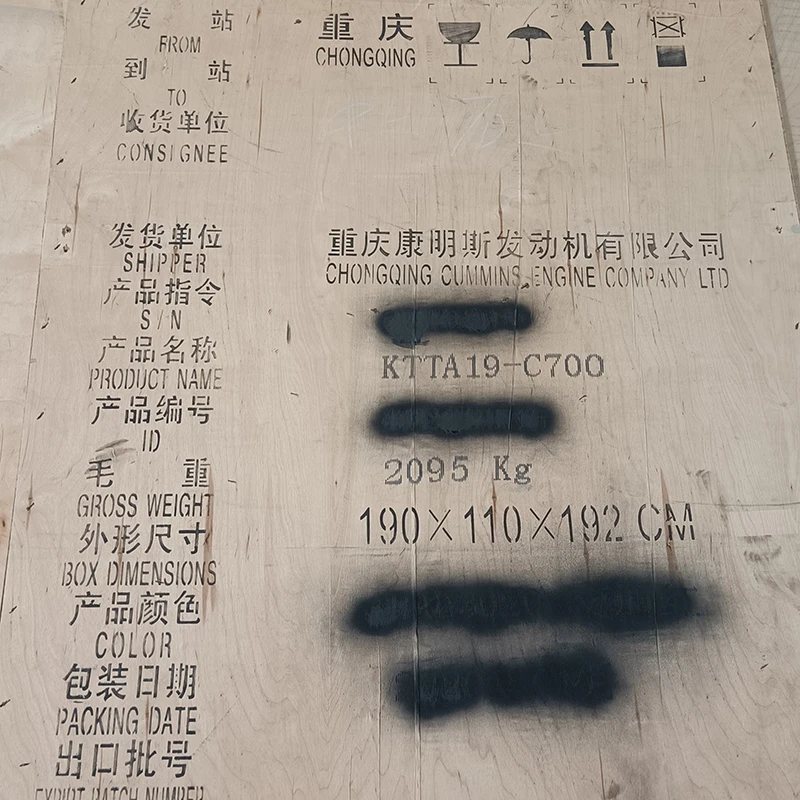 发 站 重庆
FROM CHONGQING
到 站
TO
收货单位
CONSIGNEE
发货单位 重庆康明斯发动机有限公司
SHIPPER CHONGQING CUMMINS ENGINE COMPANY LTD
产品指令
S/N
产品名称 KTTA19-C700
PRODUCT NAME
产品编号
ID
毛 重 2095 Kg
GROSS WEIGHT
外形尺寸 190×110×192 CM
BOX DIMENSIONS
产品颜色
COLOR
包装日期
PACKING DATE
出口批号
BATCH NUMBER